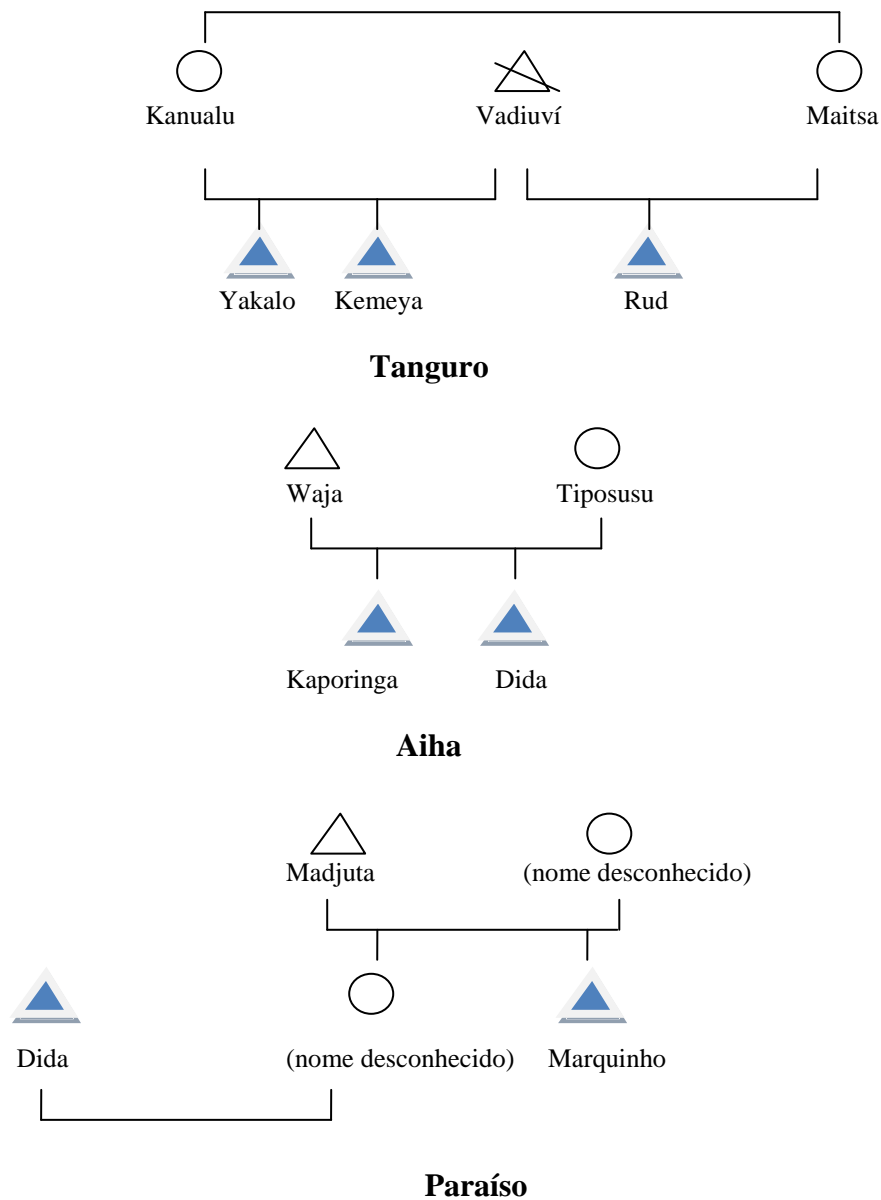 Kanualu Vadiuví Maitsa
Yakalo Kemeya Rud
Tanguro
Waja Tiposusu
Kaporinga Dida
Aiha
Madjuta (nome desconhecido)
Dida (nome desconhecido) Marquinho
Paraíso